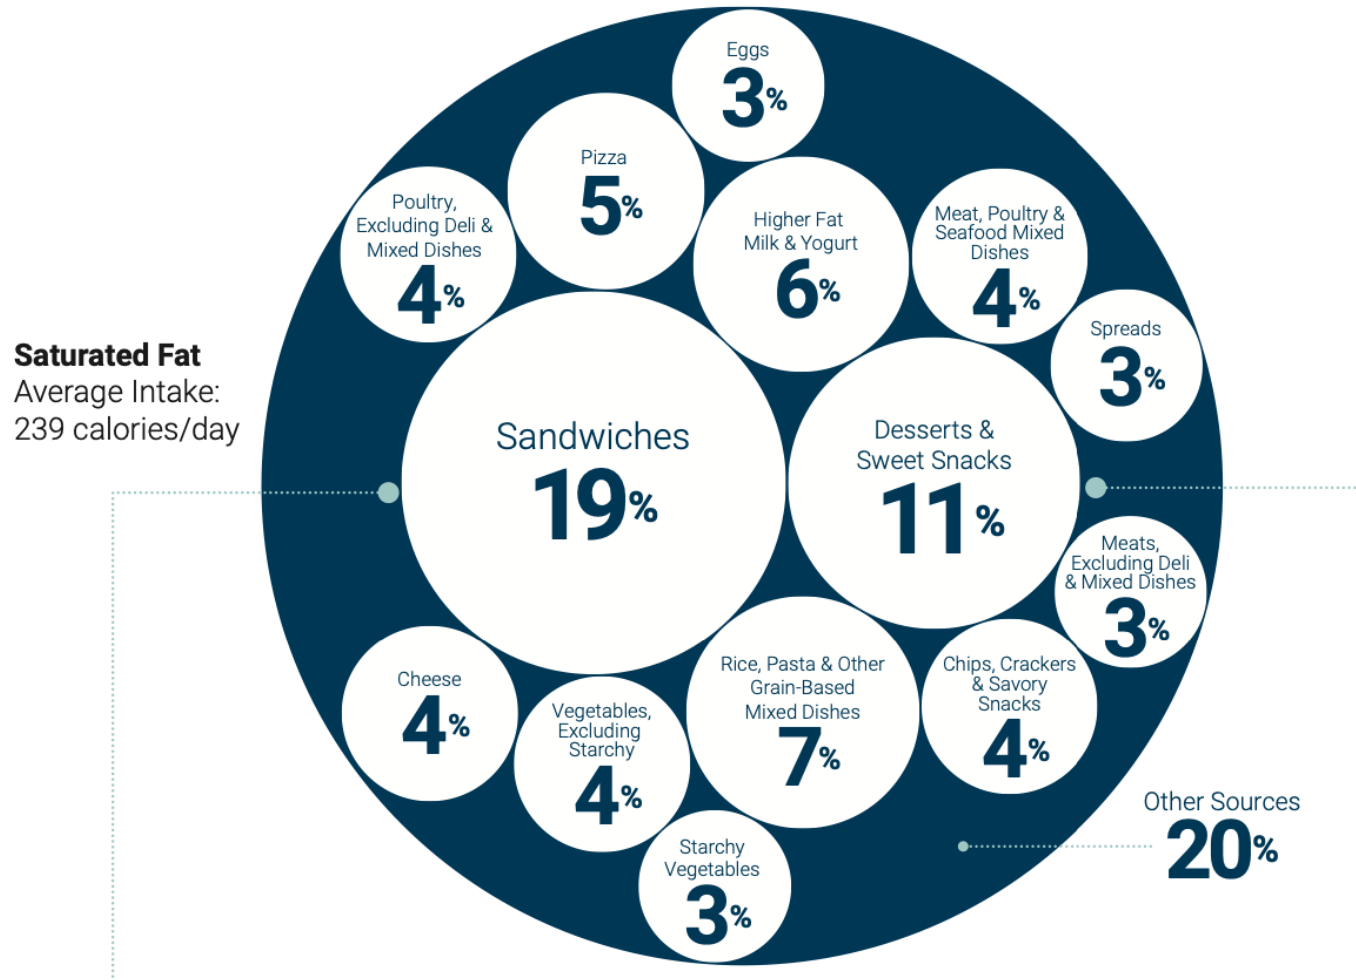 Eggs
3%
Pizza
5%
Poultry,
Excluding Deli &
Mixed Dishes
4%
Higher Fat
Milk & Yogurt
6%
Meat, Poultry &
Seafood Mixed
Dishes
4%
Spreads
3%
Saturated Fat
Average Intake:
239 calories/day
Sandwiches
19%
Desserts &
Sweet Snacks
11%
Meats,
Excluding Deli
& Mixed Dishes
3%
Cheese
4%
Vegetables,
Excluding
Starchy
4%
Rice, Pasta & Other
Grain-Based
Mixed Dishes
7%
Chips, Crackers
& Savory
Snacks
4%
Other Sources
20%
Starchy
Vegetables
3%